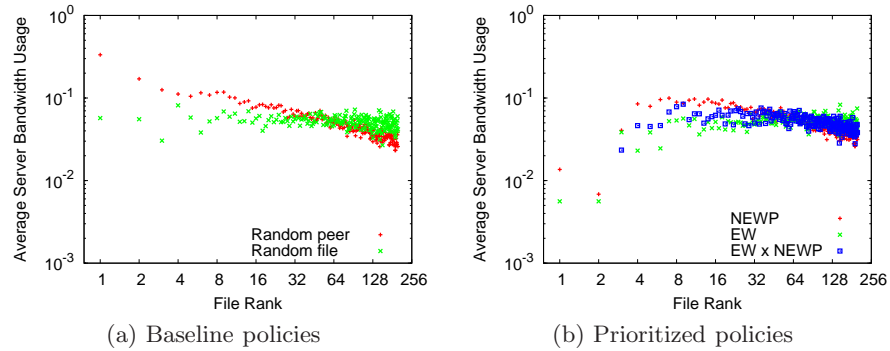 Average Server Bandwidth Usage
10^0
10^-1
10^-2
10^-3
Random peer
Random file
1 2 4 8 16 32 64 128 256
File Rank
(a) Baseline policies
Average Server Bandwidth Usage
10^0
10^-1
10^-2
10^-3
NEWP
EW
EW x NEWP
1 2 4 8 16 32 64 128 256
File Rank
(b) Prioritized policies